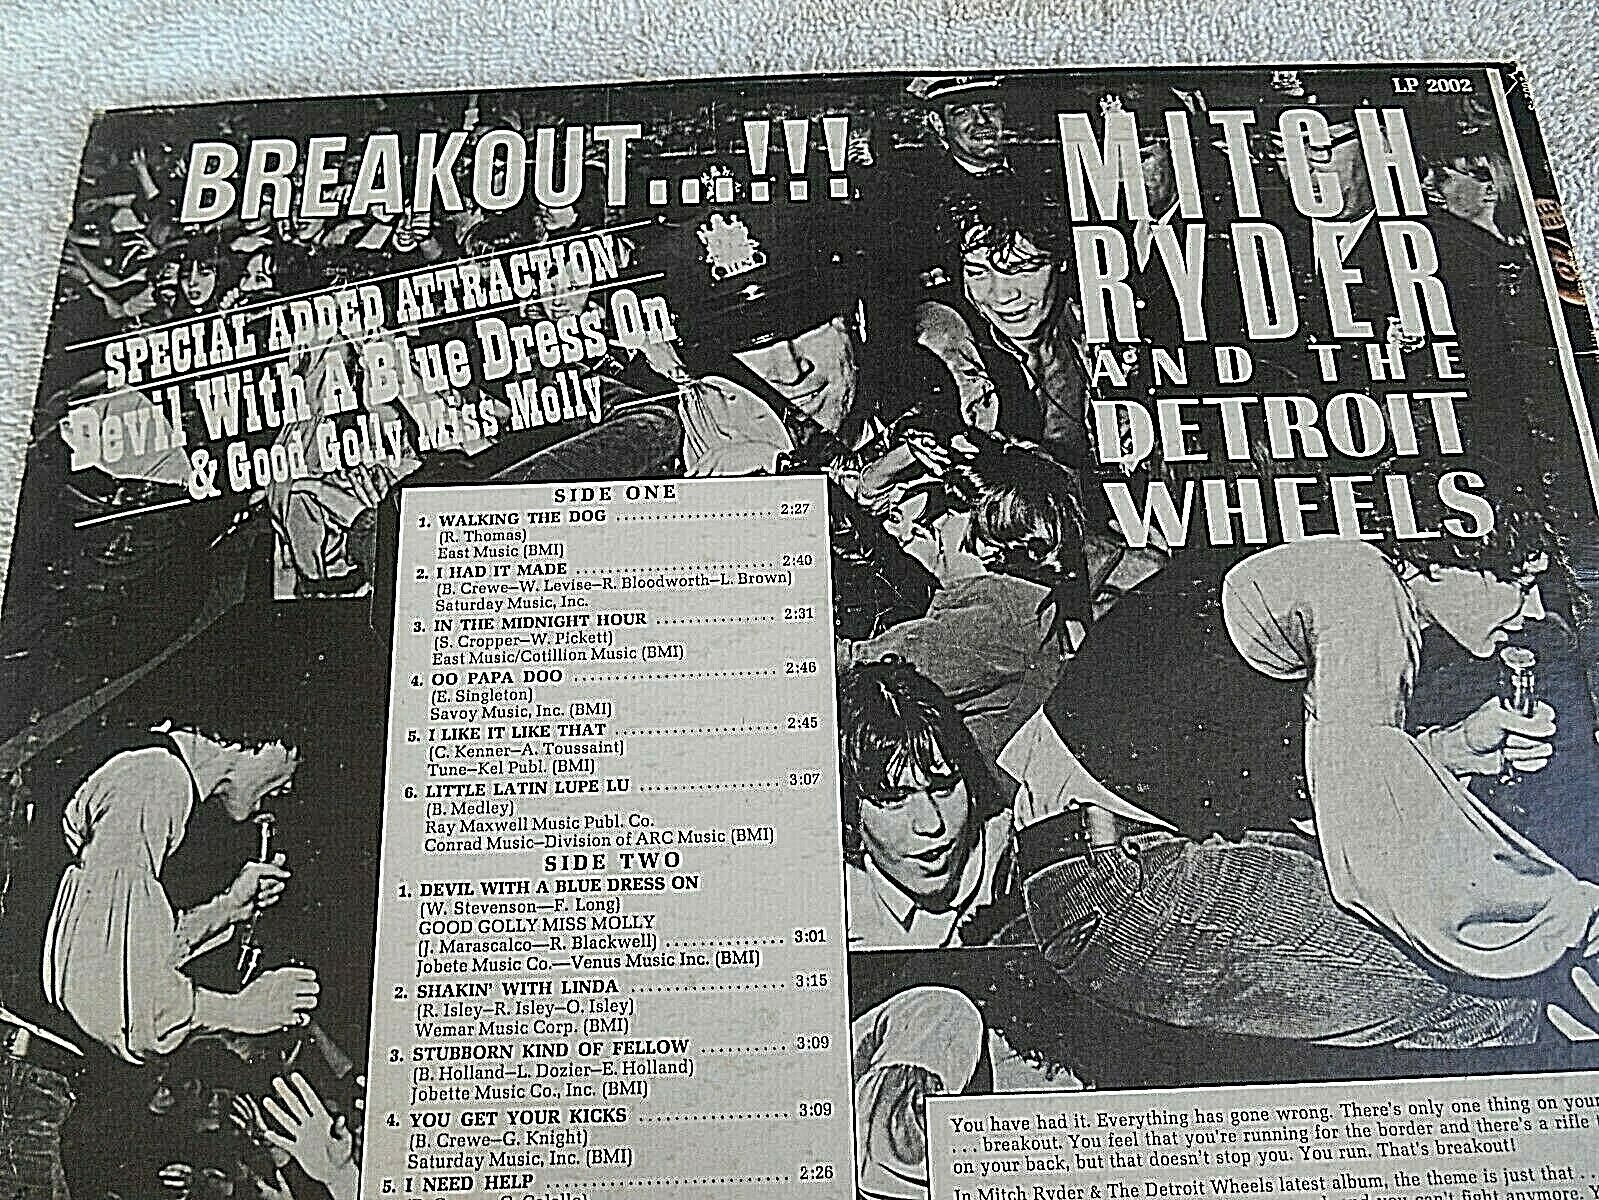 LP 2002
BREAKOUT...!!!
MITCH
RYDER
AND THE
DETROIT
WHEELS
SPECIAL ADDED ATTRACTION
Devil With A Blue Dress On
& Good Golly Miss Molly
SIDE ONE
1. WALKING THE DOG .................... 2:27
(R. Thomas)
East Music (BMI)
2. I HAD IT MADE ......................... 2:40
(B. Crewe—W. Levise—R. Bloodworth—L. Brown)
Saturday Music, Inc.
3. IN THE MIDNIGHT HOUR ............... 2:31
(S. Cropper—W. Pickett)
East Music/Cotillion Music (BMI)
4. OO PAPA DOO ......................... 2:46
(E. Singleton)
Savoy Music, Inc. (BMI)
5. I LIKE IT LIKE THAT .................... 2:45
(C. Kenner—A. Toussaint)
Tune-Kel Publ. (BMI)
6. LITTLE LATIN LUPE LU ................. 3:07
(B. Medley)
Ray Maxwell Music Publ. Co.
Conrad Music—Division of ARC Music (BMI)
SIDE TWO
1. DEVIL WITH A BLUE DRESS ON
(W. Stevenson—F. Long)
GOOD GOLLY MISS MOLLY
(J. Marascalco—R. Blackwell) .............. 3:01
Jobete Music Co.—Venus Music Inc. (BMI)
2. SHAKIN' WITH LINDA .................. 3:15
(R. Isley—R. Isley—O. Isley)
Wemar Music Corp. (BMI)
3. STUBBORN KIND OF FELLOW .......... 3:09
(B. Holland—L. Dozier—E. Holland)
Jobette Music Co., Inc. (BMI)
4. YOU GET YOUR KICKS ................. 3:09
(B. Crewe—G. Knight)
Saturday Music, Inc. (BMI)
5. I NEED HELP .......................... 2:26
You have had it. Everything has gone wrong. There's only one thing on your
. . . breakout. You feel that you're running for the border and there's a rifle
on your back, but that doesn't stop you. You run. That's breakout!
In Mitch Ryder & The Detroit Wheels latest album, the theme is just that . .